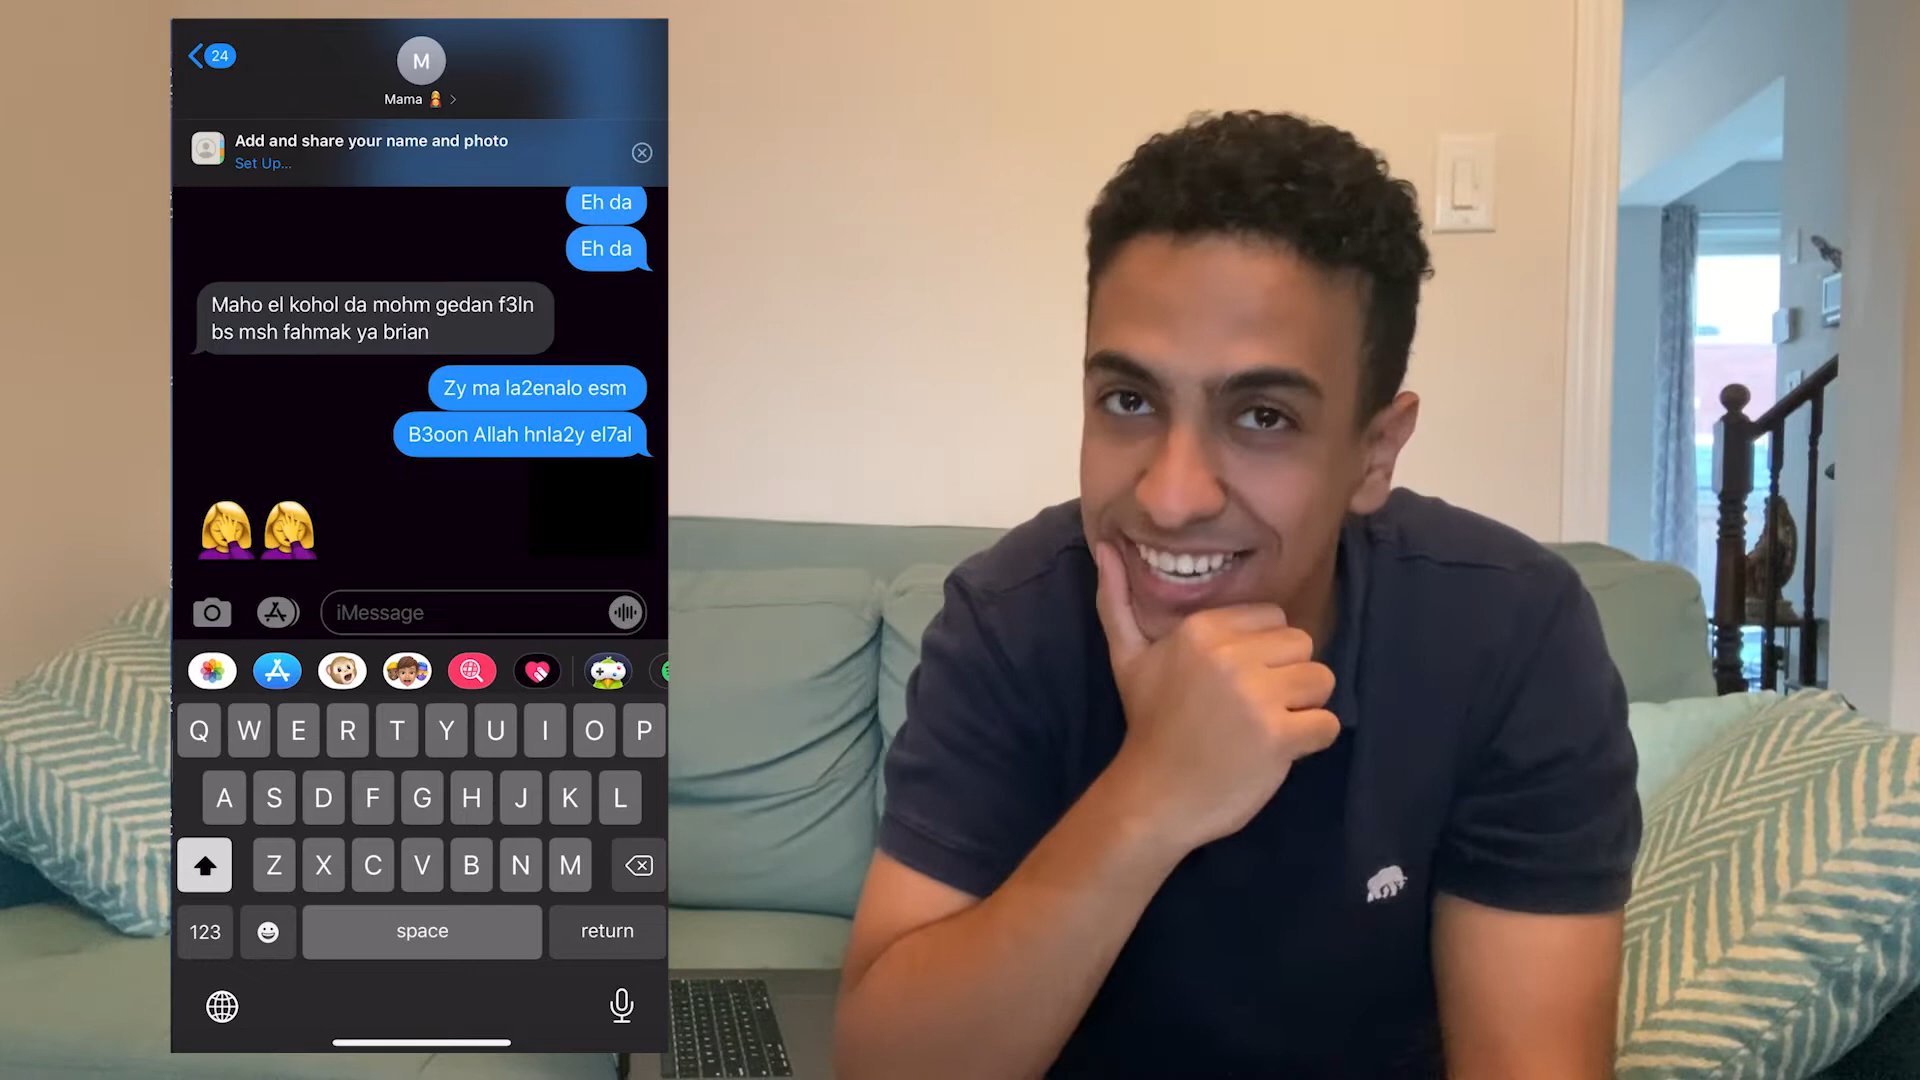 24
M
Mama
Add and share your name and photo
Set Up...
Eh da
Eh da
Maho el kohol da mohm gedan f3ln
bs msh fahmak ya brian
Zy ma la2enalo esm
B3oon Allah hnla2y el7al
iMessage
Q W E R T Y U I O P
A S D F G H J K L
Z X C V B N M
123 space return